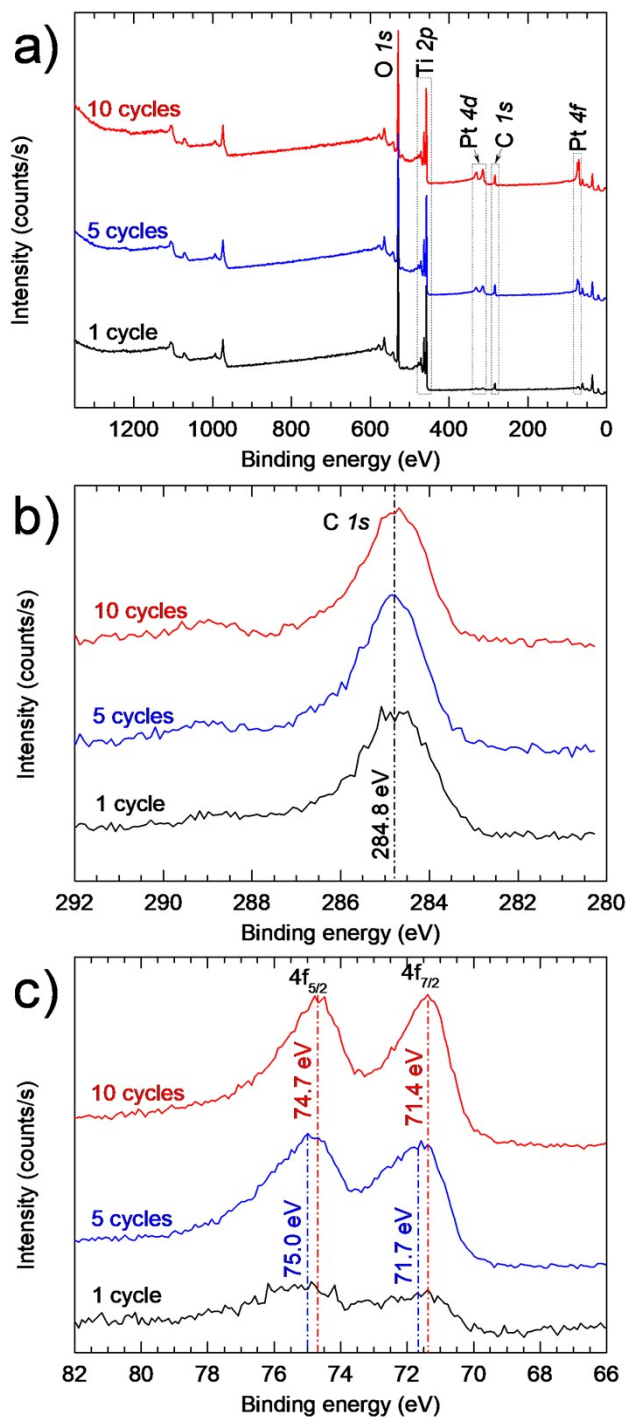 a)
Intensity (counts/s)
10 cycles
5 cycles
1 cycle
O 1s
Ti 2p
Pt 4d
C 1s
Pt 4f
1200 1000 800 600 400 200 0
Binding energy (eV)
b)
Intensity (counts/s)
C 1s
10 cycles
5 cycles
1 cycle
284.8 eV
292 290 288 286 284 282 280
Binding energy (eV)
c)
Intensity (counts/s)
4f5/2
4f7/2
10 cycles
74.7 eV
71.4 eV
5 cycles
75.0 eV
71.7 eV
1 cycle
82 80 78 76 74 72 70 68 66
Binding energy (eV)